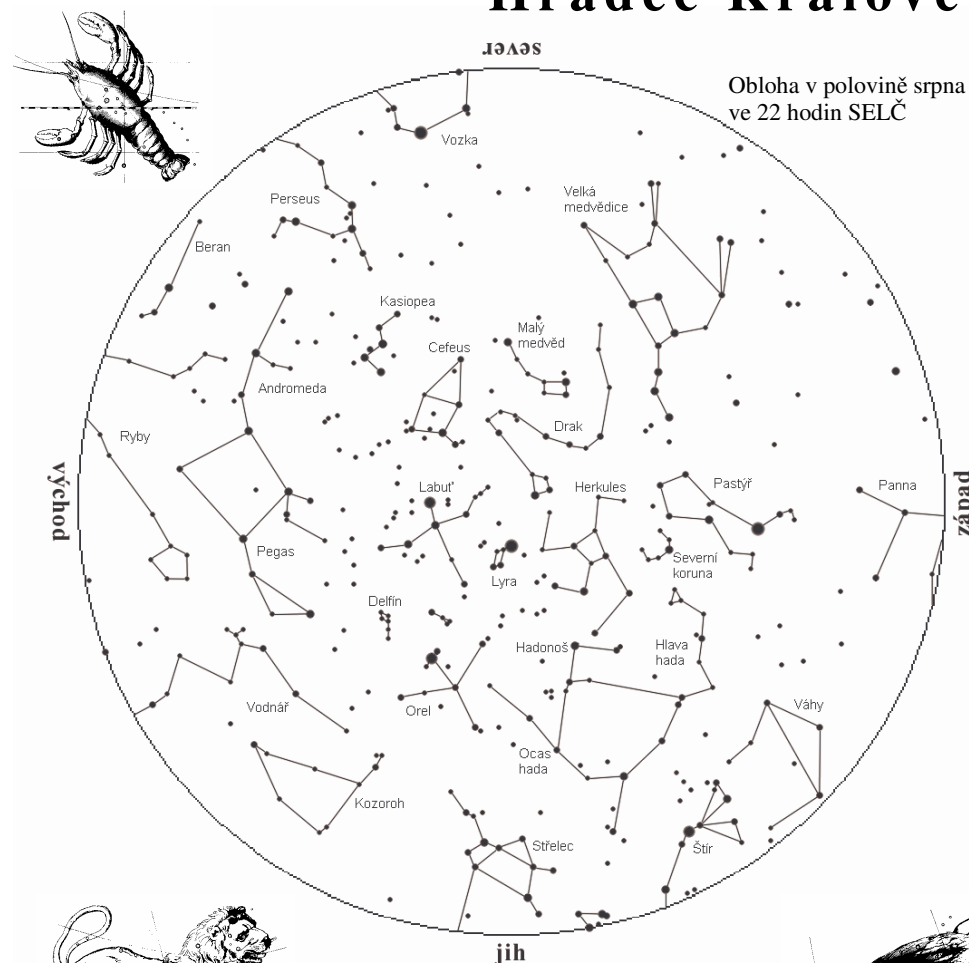 Hradec Králové
sever
Obloha v polovině srpna
ve 22 hodin SELČ
Vozka
Perseus
Velká
medvědice
Beran
Kasiopea
Malý
medvěd
Cefeus
Andromeda
Drak
Ryby
východ
Labuť
Herkules
Pastýř
Panna
západ
Pegas
Lyra
Severní
koruna
Delfín
Hadonoš
Hlava
hada
Vodnář
Orel
Váhy
Ocas
hada
Kozoroh
Střelec
Štír
jih